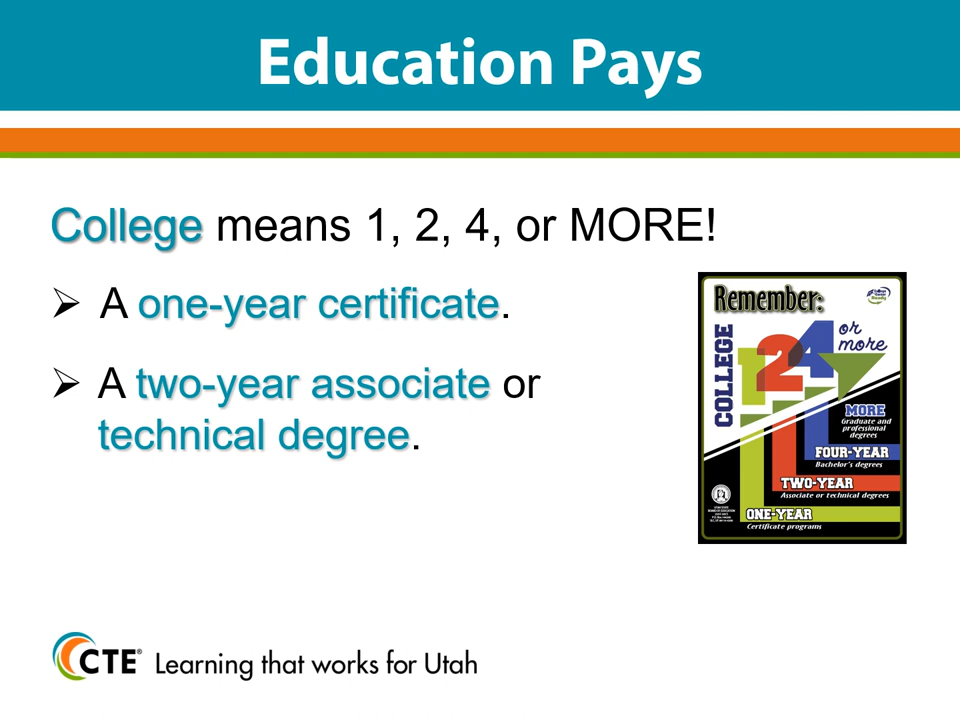 Education Pays
College means 1, 2, 4, or MORE!
➢ A one-year certificate.
➢ A two-year associate or
technical degree.
Remember:
COLLEGE
124
or
more
MORE
Graduate and
professional
degrees
FOUR-YEAR
Bachelor's degrees
TWO-YEAR
Associate or technical degrees
ONE-YEAR
Certificate programs
CTE® Learning that works for Utah